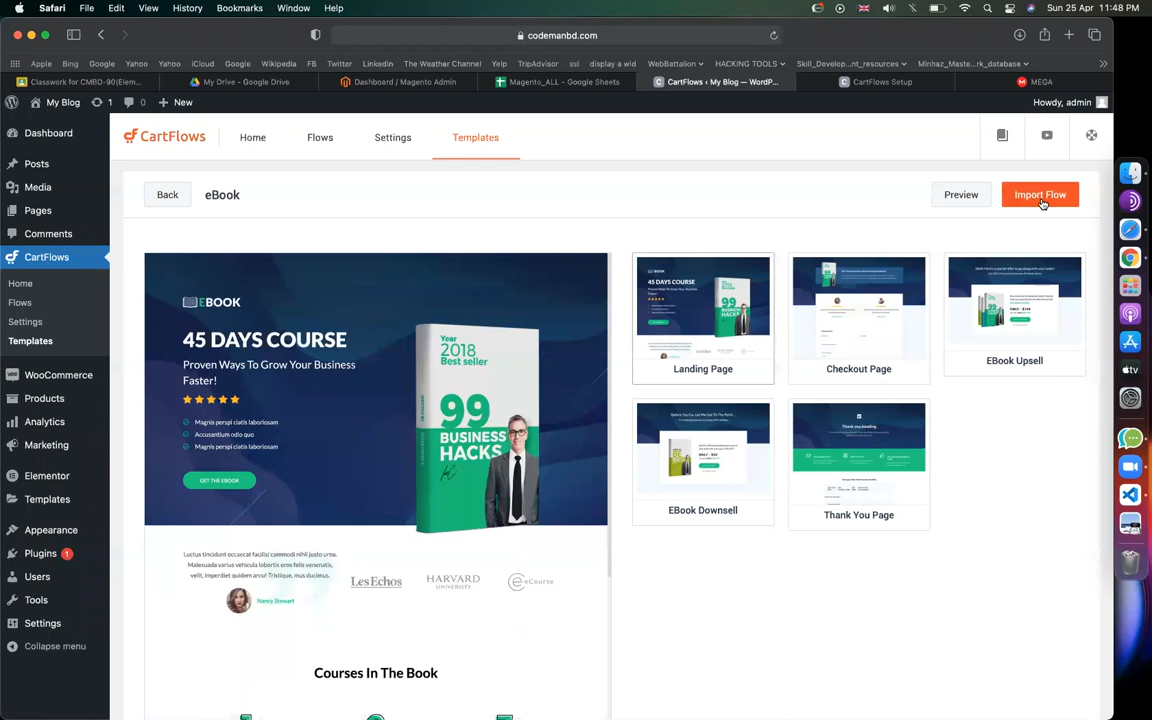 Safari File Edit View History Bookmarks Window Help
Sun 25 Apr 11:48 PM
codemanbd.com
Apple Bing Google Yahoo Yahoo iCloud Google Wikipedia FB Twitter LinkedIn The Weather Channel Yelp TripAdvisor ssl display a wid WebBattalion HACKING TOOLS Skill_Develop...nt_resources Minhaz_Maste...rk_database
Classwork for CMBD-90(Elem... My Drive - Google Drive Dashboard / Magento Admin Magento_ALL - Google Sheets CartFlows ‹ My Blog — WordP... CartFlows Setup MEGA
My Blog 1 0 New Howdy, admin
Dashboard
Posts
Media
Pages
Comments
CartFlows
Home
Flows
Settings
Templates
WooCommerce
Products
Analytics
Marketing
Elementor
Templates
Appearance
Plugins 1
Users
Tools
Settings
Collapse menu
CartFlows Home Flows Settings Templates
Back eBook Preview Import Flow
EBOOK
45 DAYS COURSE
Proven Ways To Grow Your Business
Faster!
Magnis perspi ciatis laboriosam
Accusantium odio quo
Magnis perspi ciatis laboriosam
GET THE EBOOK
Year
2018
Best seller
99
BUSINESS
HACKS
Luctus tincidunt occaecat facilisi commodi nihil justo urna.
Malesuada varius vehicula lobortis eros felis venenatis,
velit, imperdiet quidem arcu! Tristique, mus ducimus.
Nancy Stewart
LesEchos HARVARD
UNIVERSITY
eCourse
Courses In The Book
45 DAYS COURSE
99
Landing Page
Checkout Page
EBook Upsell
EBook Downsell
Thank you heading
Thank You Page
tv